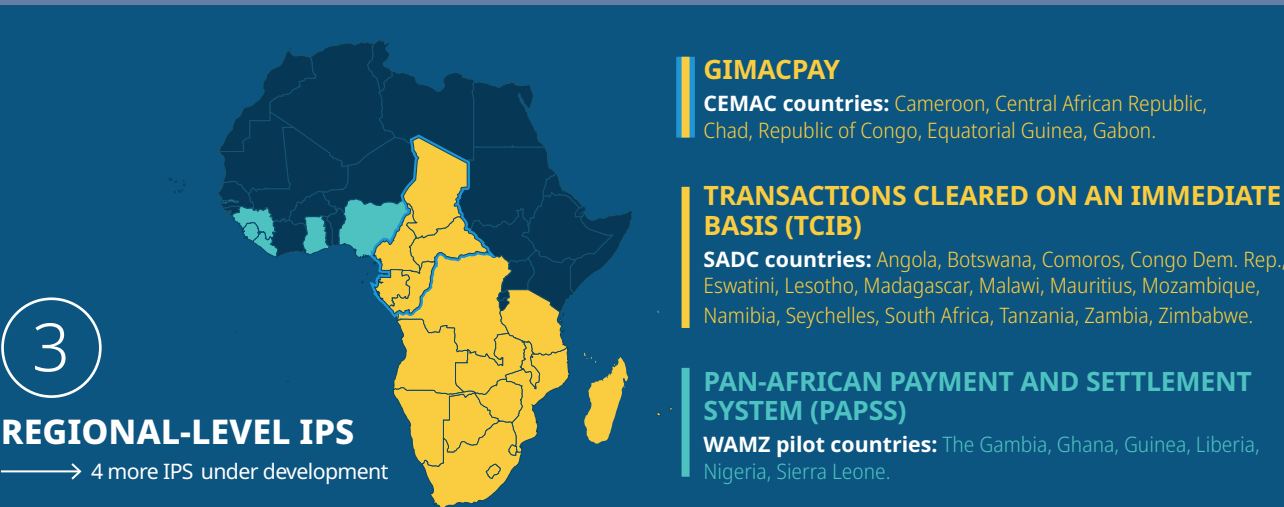 3
REGIONAL-LEVEL IPS
4 more IPS under development
GIMACPAY
CEMAC countries: Cameroon, Central African Republic,
Chad, Republic of Congo, Equatorial Guinea, Gabon.
TRANSACTIONS CLEARED ON AN IMMEDIATE
BASIS (TCIB)
SADC countries: Angola, Botswana, Comoros, Congo Dem. Rep.,
Eswatini, Lesotho, Madagascar, Malawi, Mauritius, Mozambique,
Namibia, Seychelles, South Africa, Tanzania, Zambia, Zimbabwe.
PAN-AFRICAN PAYMENT AND SETTLEMENT
SYSTEM (PAPSS)
WAMZ pilot countries: The Gambia, Ghana, Guinea, Liberia,
Nigeria, Sierra Leone.